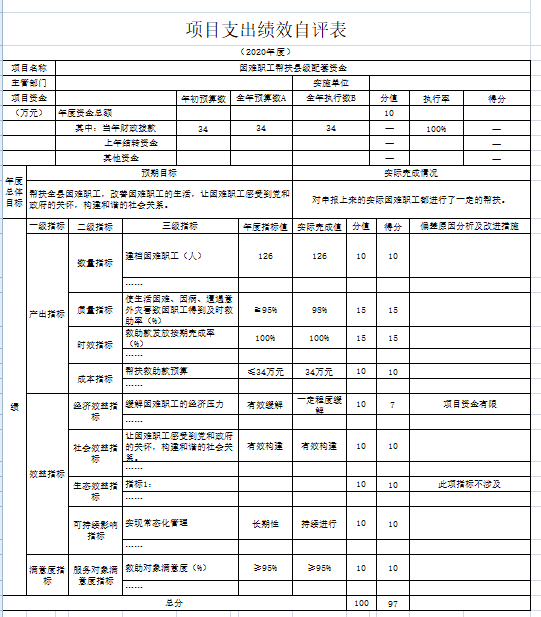 项目支出绩效自评表
（2020年度）
项目名称 困难职工帮扶县级配套资金
主管部门 实施单位
项目资金 年初预算数 全年预算数A 全年执行数B 分值 执行率 得分
（万元） 年度资金总额 10
其中：当年财政拨款 34 34 34 — 100% —
上年结转资金 — —
其他资金 — —
年度总体目标 预期目标 实际完成情况
帮扶全县困难职工，改善困难职工的生活，让困难职工感受到党和
政府的关怀，构建和谐的社会关系。
对申报上来的实际困难职工都进行了一定的帮扶。
绩 一级指标 二级指标 三级指标 年度指标值 实际完成值 分值 得分 偏差原因分析及改进措施
产出指标 数量指标 建档困难职工（人） 126 126 10 10
……
质量指标 使生活困难、因病、遭遇意
外灾害致困职工得到及时救
助率（%） ≧95% 98% 15 15
时效指标 救助款发放按期完成率
（%） 100% 100% 15 15
……
成本指标 帮扶救助款预算 ≤34万元 34万元 10 10
……
效益指标 经济效益指标 缓解困难职工的经济压力 有效缓解 一定程度缓解 10 7 项目资金有限
……
社会效益指标 让困难职工感受到党和政府
的关怀，构建和谐的社会关
系。 有效构建 有效构建 10 10
……
生态效益指标 指标1： 10 10 此项指标不涉及
……
可持续影响指标 实现常态化管理 长期性 持续进行 10 10
……
满意度指标 服务对象满意度指标 救助对象满意度（%） ≥95% ≥95% 10 10
……
总分 100 97